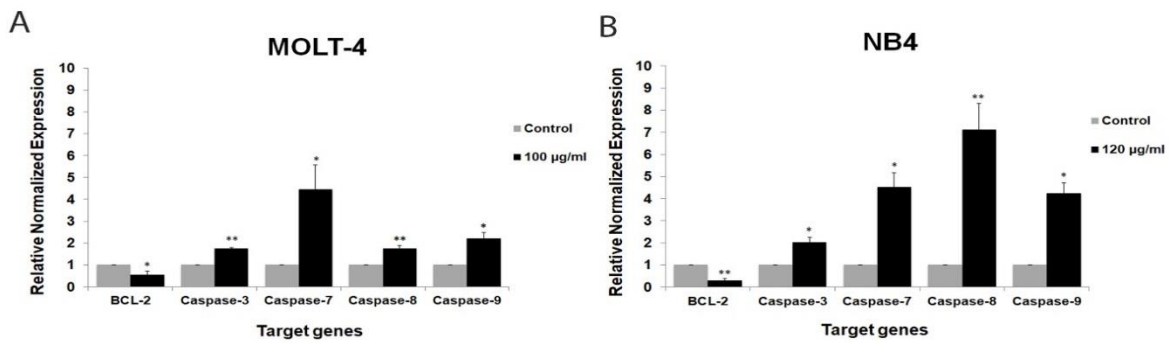 A
MOLT-4
Relative Normalized Expression
10
9
8
7
6
5
4
3
2
1
0
*
**
*
**
*
BCL-2 Caspase-3 Caspase-7 Caspase-8 Caspase-9
Target genes
Control
100 µg/ml
B
NB4
Relative Normalized Expression
10
9
8
7
6
5
4
3
2
1
0
**
*
*
**
*
BCL-2 Caspase-3 Caspase-7 Caspase-8 Caspase-9
Target genes
Control
120 µg/ml